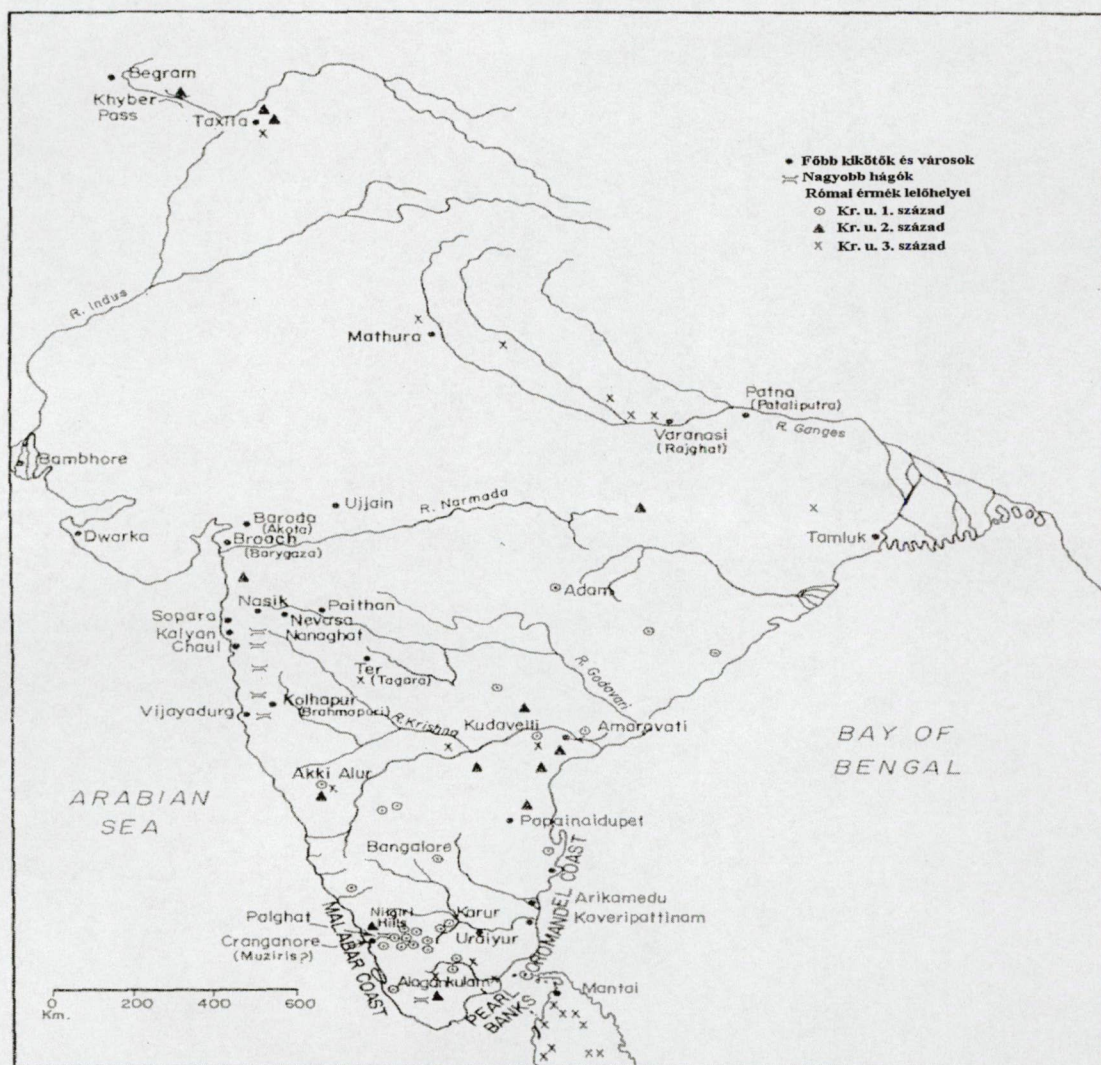 Begram
Khyber
Pass
Taxila
Főbb kikötők és városok
Nagyobb hágók
Római érmék lelőhelyei
Kr. u. 1. század
Kr. u. 2. század
Kr. u. 3. század
R. Indus
Mathura
Patna
(Pataliputra)
R. Ganges
Varanasi
(Rajghat)
Bambhore
Ujjain
R. Narmada
Baroda
(Akota)
Dwarka
Broach
(Barygaza)
Tamluk
Adam
Nasik
Paithan
Nevasa
Sopara
Kalyan
Nanaghat
Chaul
Ter
(Tagara)
R. Godavari
Kolhapur
(Brahmapuri)
Vijayadurg
R. Krishna
Kudavelli
Amaravati
BAY OF
BENGAL
Akki Alur
ARABIAN
SEA
Papainaidupet
Bangalore
COROMANDEL COAST
Arikamedu
Palghat
Nilgiri
Hills
Karur
Kaveripattinam
Cranganore
(Muziris?)
Uraiyur
MALABAR COAST
Alagankulam
Mantai
PEARL
BANKS
0 200 400 600
Km.